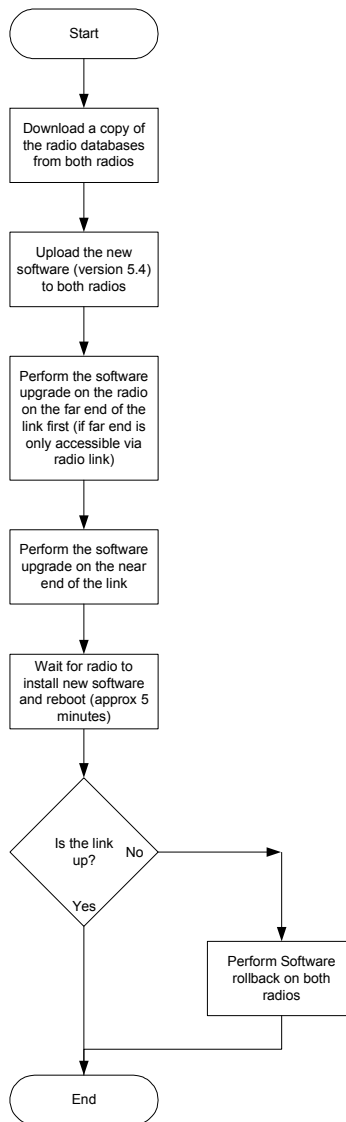 Start
Download a copy of
the radio databases
from both radios
Upload the new
software (version 5.4)
to both radios
Perform the software
upgrade on the radio
on the far end of the
link first (if far end is
only accessible via
radio link)
Perform the software
upgrade on the near
end of the link
Wait for radio to
install new software
and reboot (approx 5
minutes)
Is the link
up?
No
Yes
Perform Software
rollback on both
radios
End